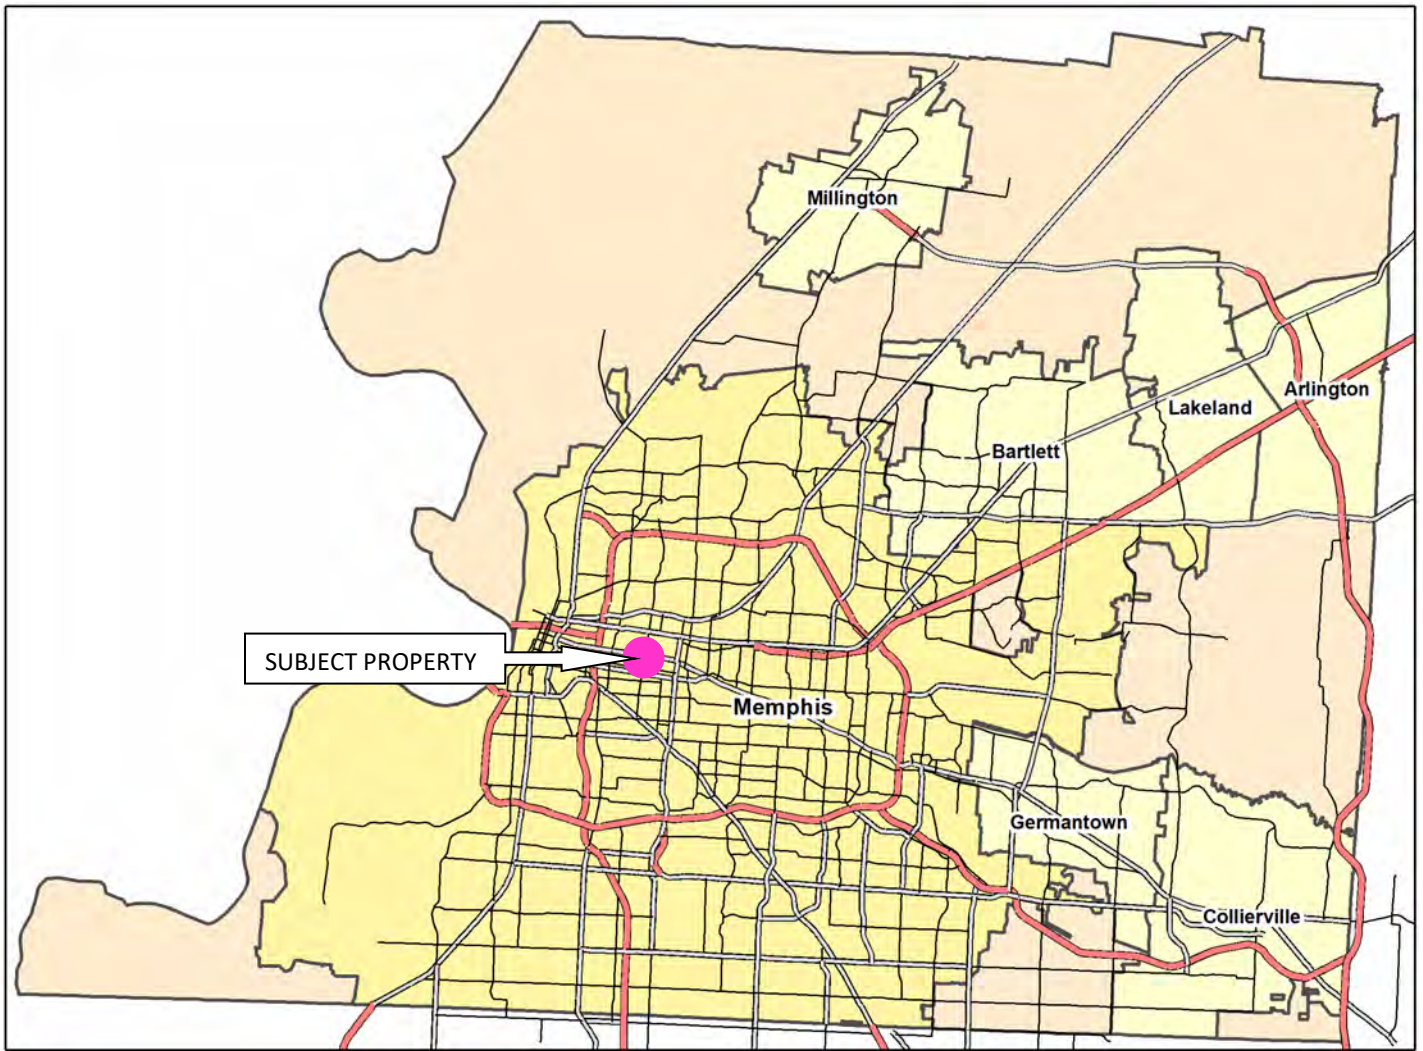 Millington
Arlington
Lakeland
Bartlett
SUBJECT PROPERTY
Memphis
Germantown
Collierville